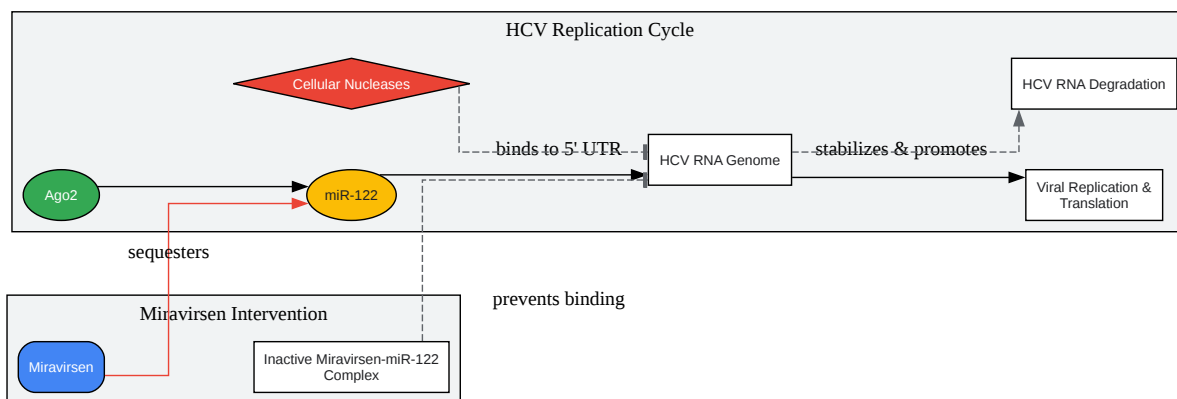 HCV Replication Cycle
Cellular Nucleases
HCV RNA Degradation
binds to 5' UTR
stabilizes & promotes
HCV RNA Genome
Ago2
miR-122
Viral Replication &
Translation
sequesters
prevents binding
Miravirsen Intervention
Miravirsen
Inactive Miravirsen-miR-122
Complex